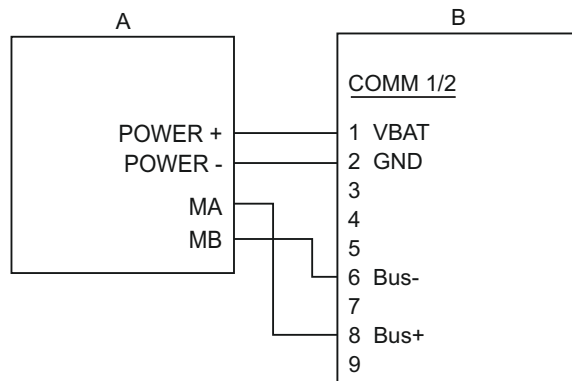 A
B
COMM 1/2
POWER +
1 VBAT
POWER -
2 GND
3
MA
4
MB
5
6 Bus-
7
8 Bus+
9